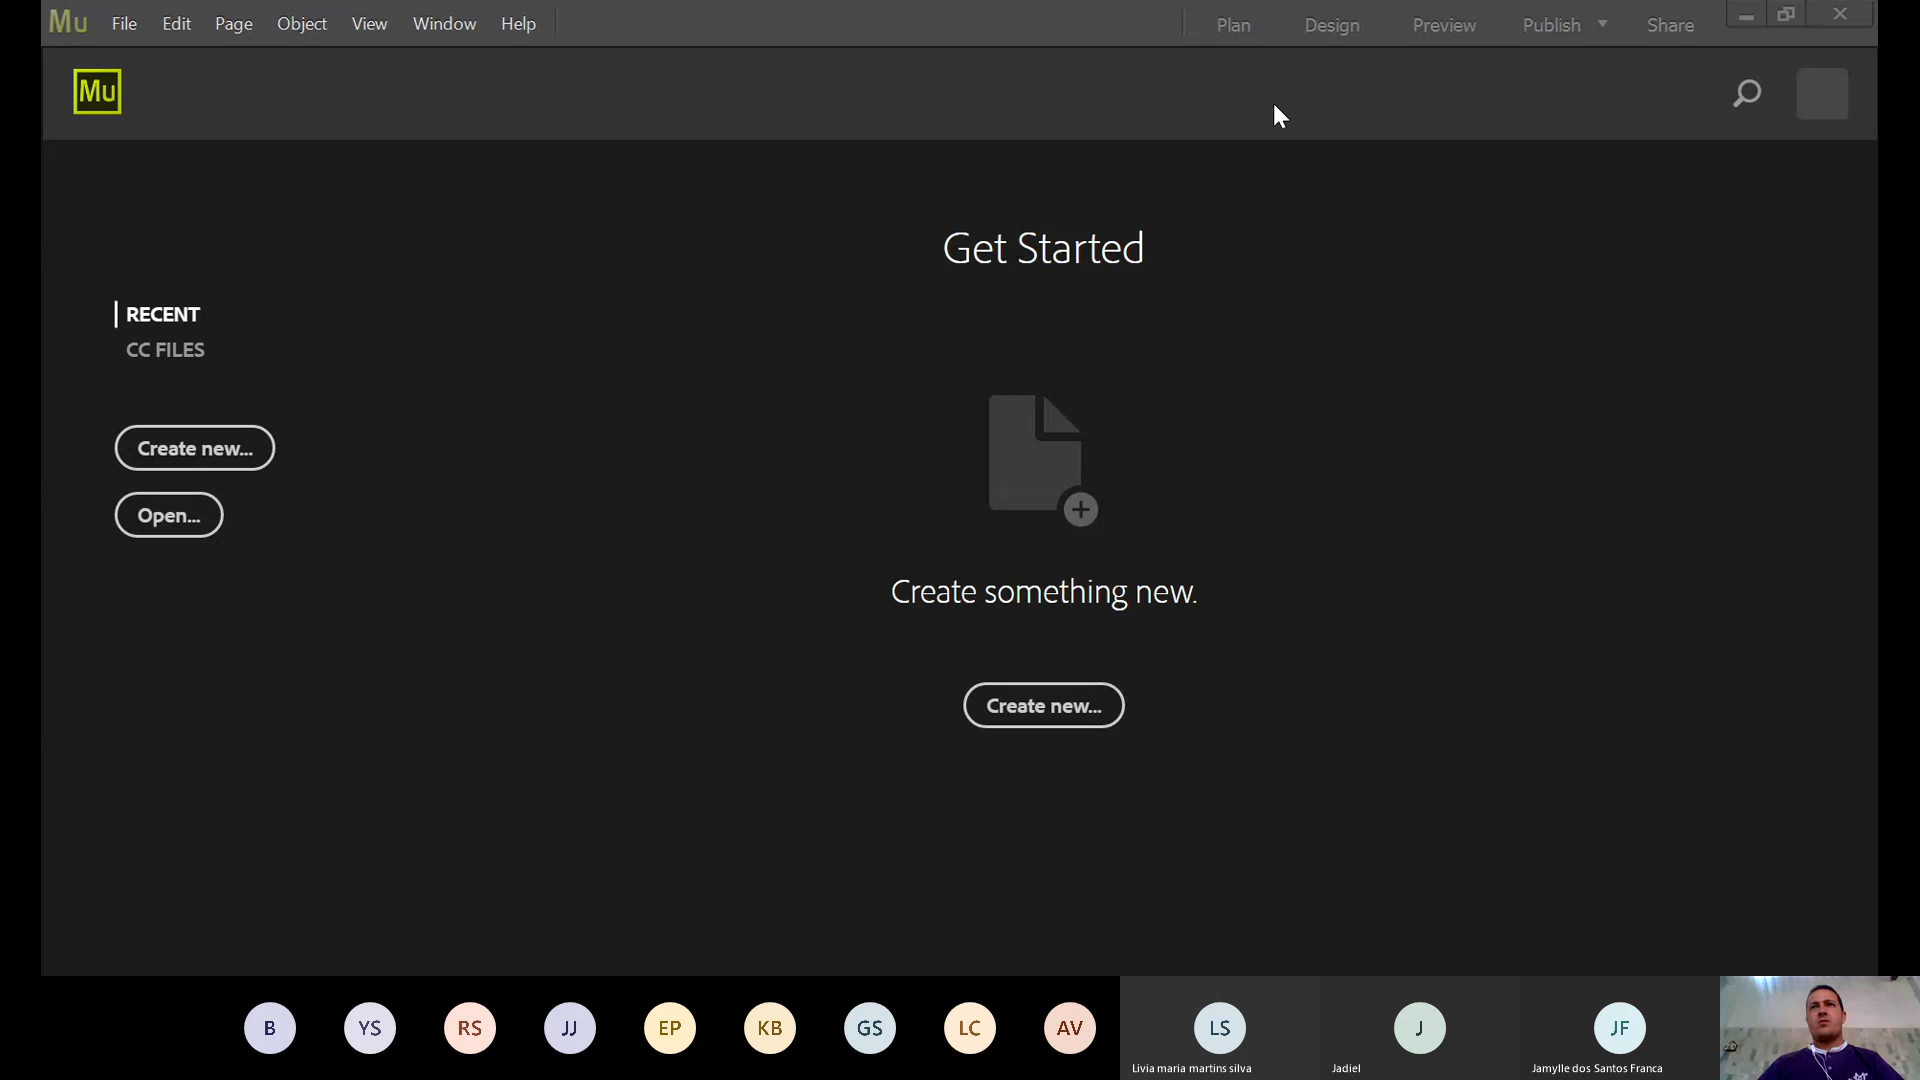 Mu File Edit Page Object View Window Help Plan Design Preview Publish Share
Mu
Get Started
RECENT
CC FILES
Create new...
Open...
Create something new.
Create new...
B YS RS JJ EP KB GS LC AV LS J JF
Livia maria martins silva Jadiel Jamylle dos Santos Franca